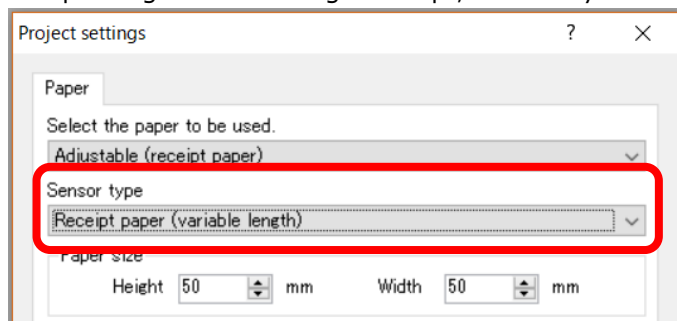 Project settings ? ×
Paper
Select the paper to be used.
Adjustable (receipt paper)
Sensor type
Receipt paper (variable length)
Paper size
Height 50 mm Width 50 mm